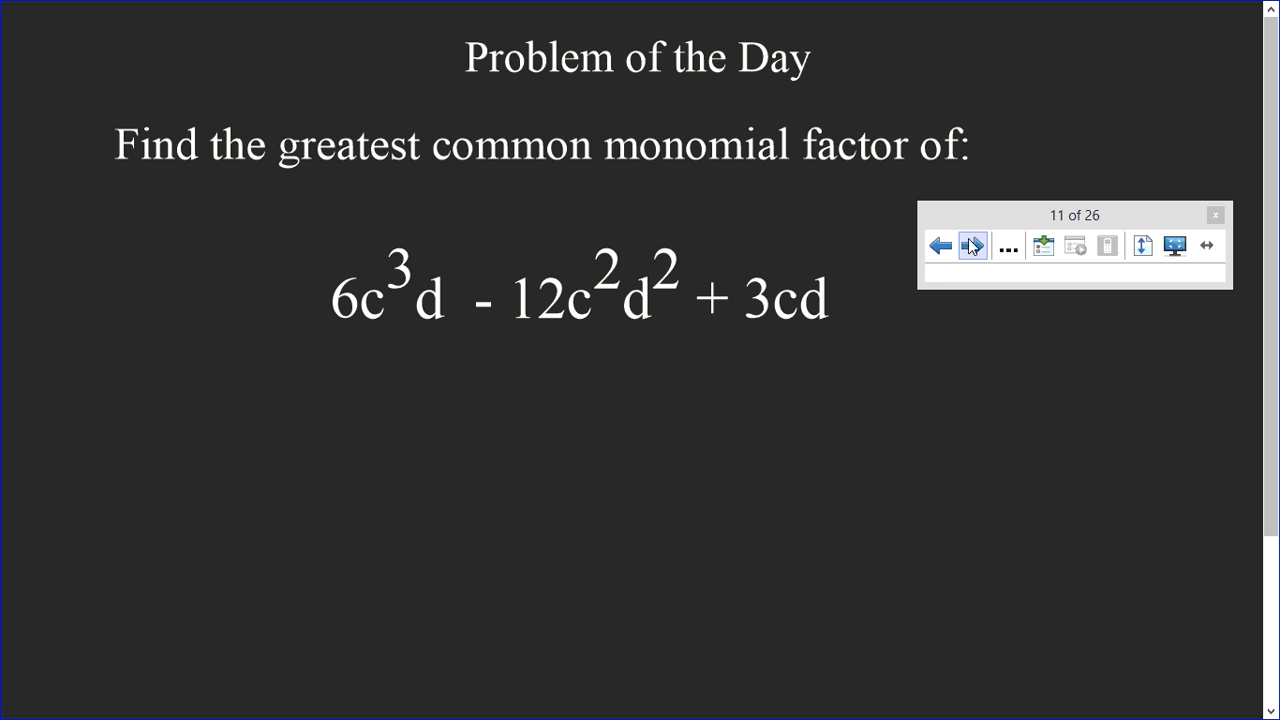 Problem of the Day
Find the greatest common monomial factor of:
11 of 26
6c³d - 12c²d² + 3cd